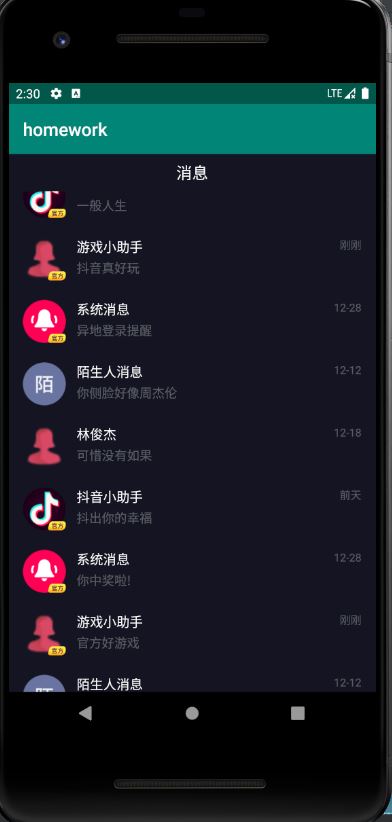 2:30
LTE
homework
消息
一般人生
官方
游戏小助手
刚刚
抖音真好玩
官方
系统消息
12-28
异地登录提醒
官方
陌
陌生人消息
12-12
你侧脸好像周杰伦
林俊杰
12-18
可惜没有如果
抖音小助手
前天
抖出你的幸福
官方
系统消息
12-28
你中奖啦!
官方
游戏小助手
刚刚
官方好游戏
官方
陌
陌生人消息
12-12